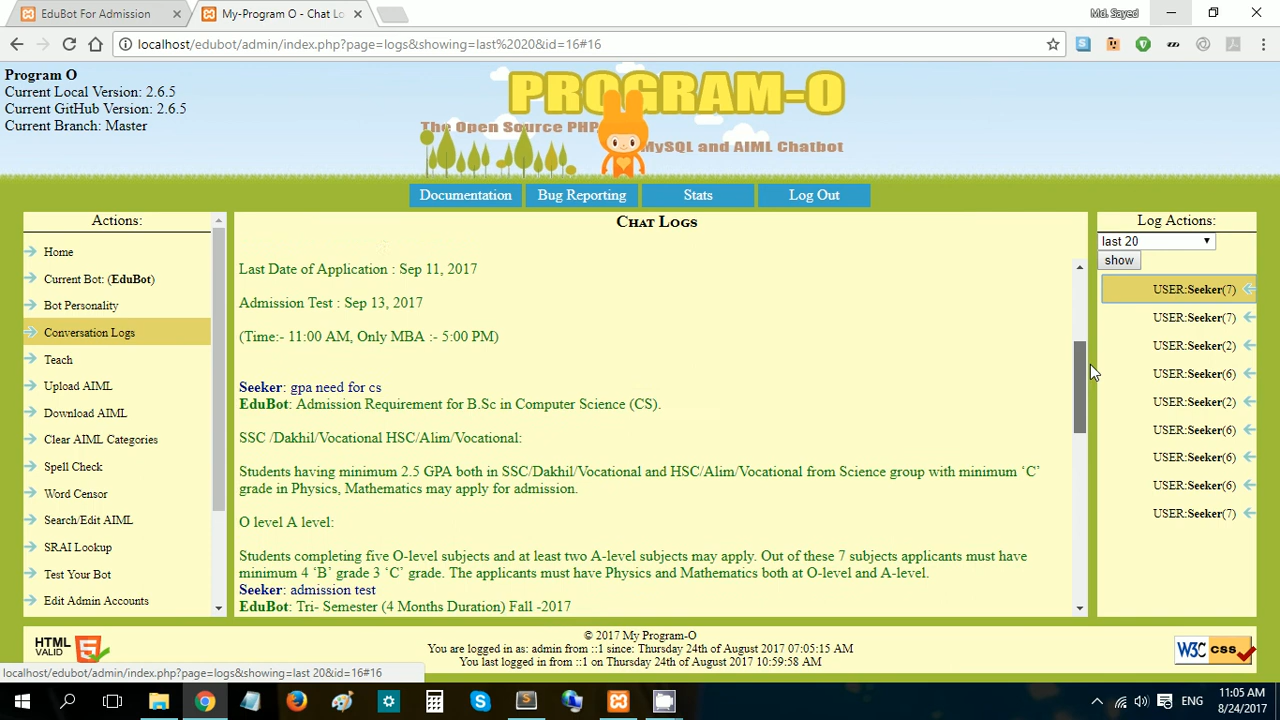 EduBot For Admission
My-Program O - Chat Lo
Md. Sayed
localhost/edubot/admin/index.php?page=logs&showing=last%2020&id=16#16
Program O
Current Local Version: 2.6.5
Current GitHub Version: 2.6.5
Current Branch: Master
PROGRAM-O
The Open Source PHP
MySQL and AIML Chatbot
Documentation
Bug Reporting
Stats
Log Out
Actions:
Home
Current Bot: (EduBot)
Bot Personality
Conversation Logs
Teach
Upload AIML
Download AIML
Clear AIML Categories
Spell Check
Word Censor
Search/Edit AIML
SRAI Lookup
Test Your Bot
Edit Admin Accounts
Chat Logs
Last Date of Application : Sep 11, 2017
Admission Test : Sep 13, 2017
(Time:- 11:00 AM, Only MBA :- 5:00 PM)
Seeker: gpa need for cs
EduBot: Admission Requirement for B.Sc in Computer Science (CS).
SSC /Dakhil/Vocational HSC/Alim/Vocational:
Students having minimum 2.5 GPA both in SSC/Dakhil/Vocational and HSC/Alim/Vocational from Science group with minimum ‘C’
grade in Physics, Mathematics may apply for admission.
O level A level:
Students completing five O-level subjects and at least two A-level subjects may apply. Out of these 7 subjects applicants must have
minimum 4 ‘B’ grade 3 ‘C’ grade. The applicants must have Physics and Mathematics both at O-level and A-level.
Seeker: admission test
EduBot: Tri- Semester (4 Months Duration) Fall -2017
Log Actions:
last 20
show
USER:Seeker(7)
USER:Seeker(7)
USER:Seeker(2)
USER:Seeker(6)
USER:Seeker(2)
USER:Seeker(6)
USER:Seeker(6)
USER:Seeker(6)
USER:Seeker(7)
HTML
VALID
5
© 2017 My Program-O
You are logged in as: admin from ::1 since: Thursday 24th of August 2017 07:05:15 AM
You last logged in from ::1 on Thursday 24th of August 2017 10:59:58 AM
W3C css
localhost/edubot/admin/index.php?page=logs&showing=last 20&id=16#16
ENG
11:05 AM
8/24/2017